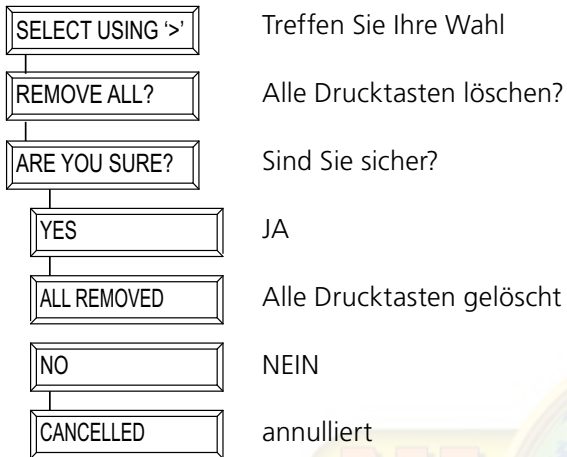 SELECT USING ‘>’ Treffen Sie Ihre Wahl
REMOVE ALL? Alle Drucktasten löschen?
ARE YOU SURE? Sind Sie sicher?
YES JA
ALL REMOVED Alle Drucktasten gelöscht
NO NEIN
CANCELLED annulliert